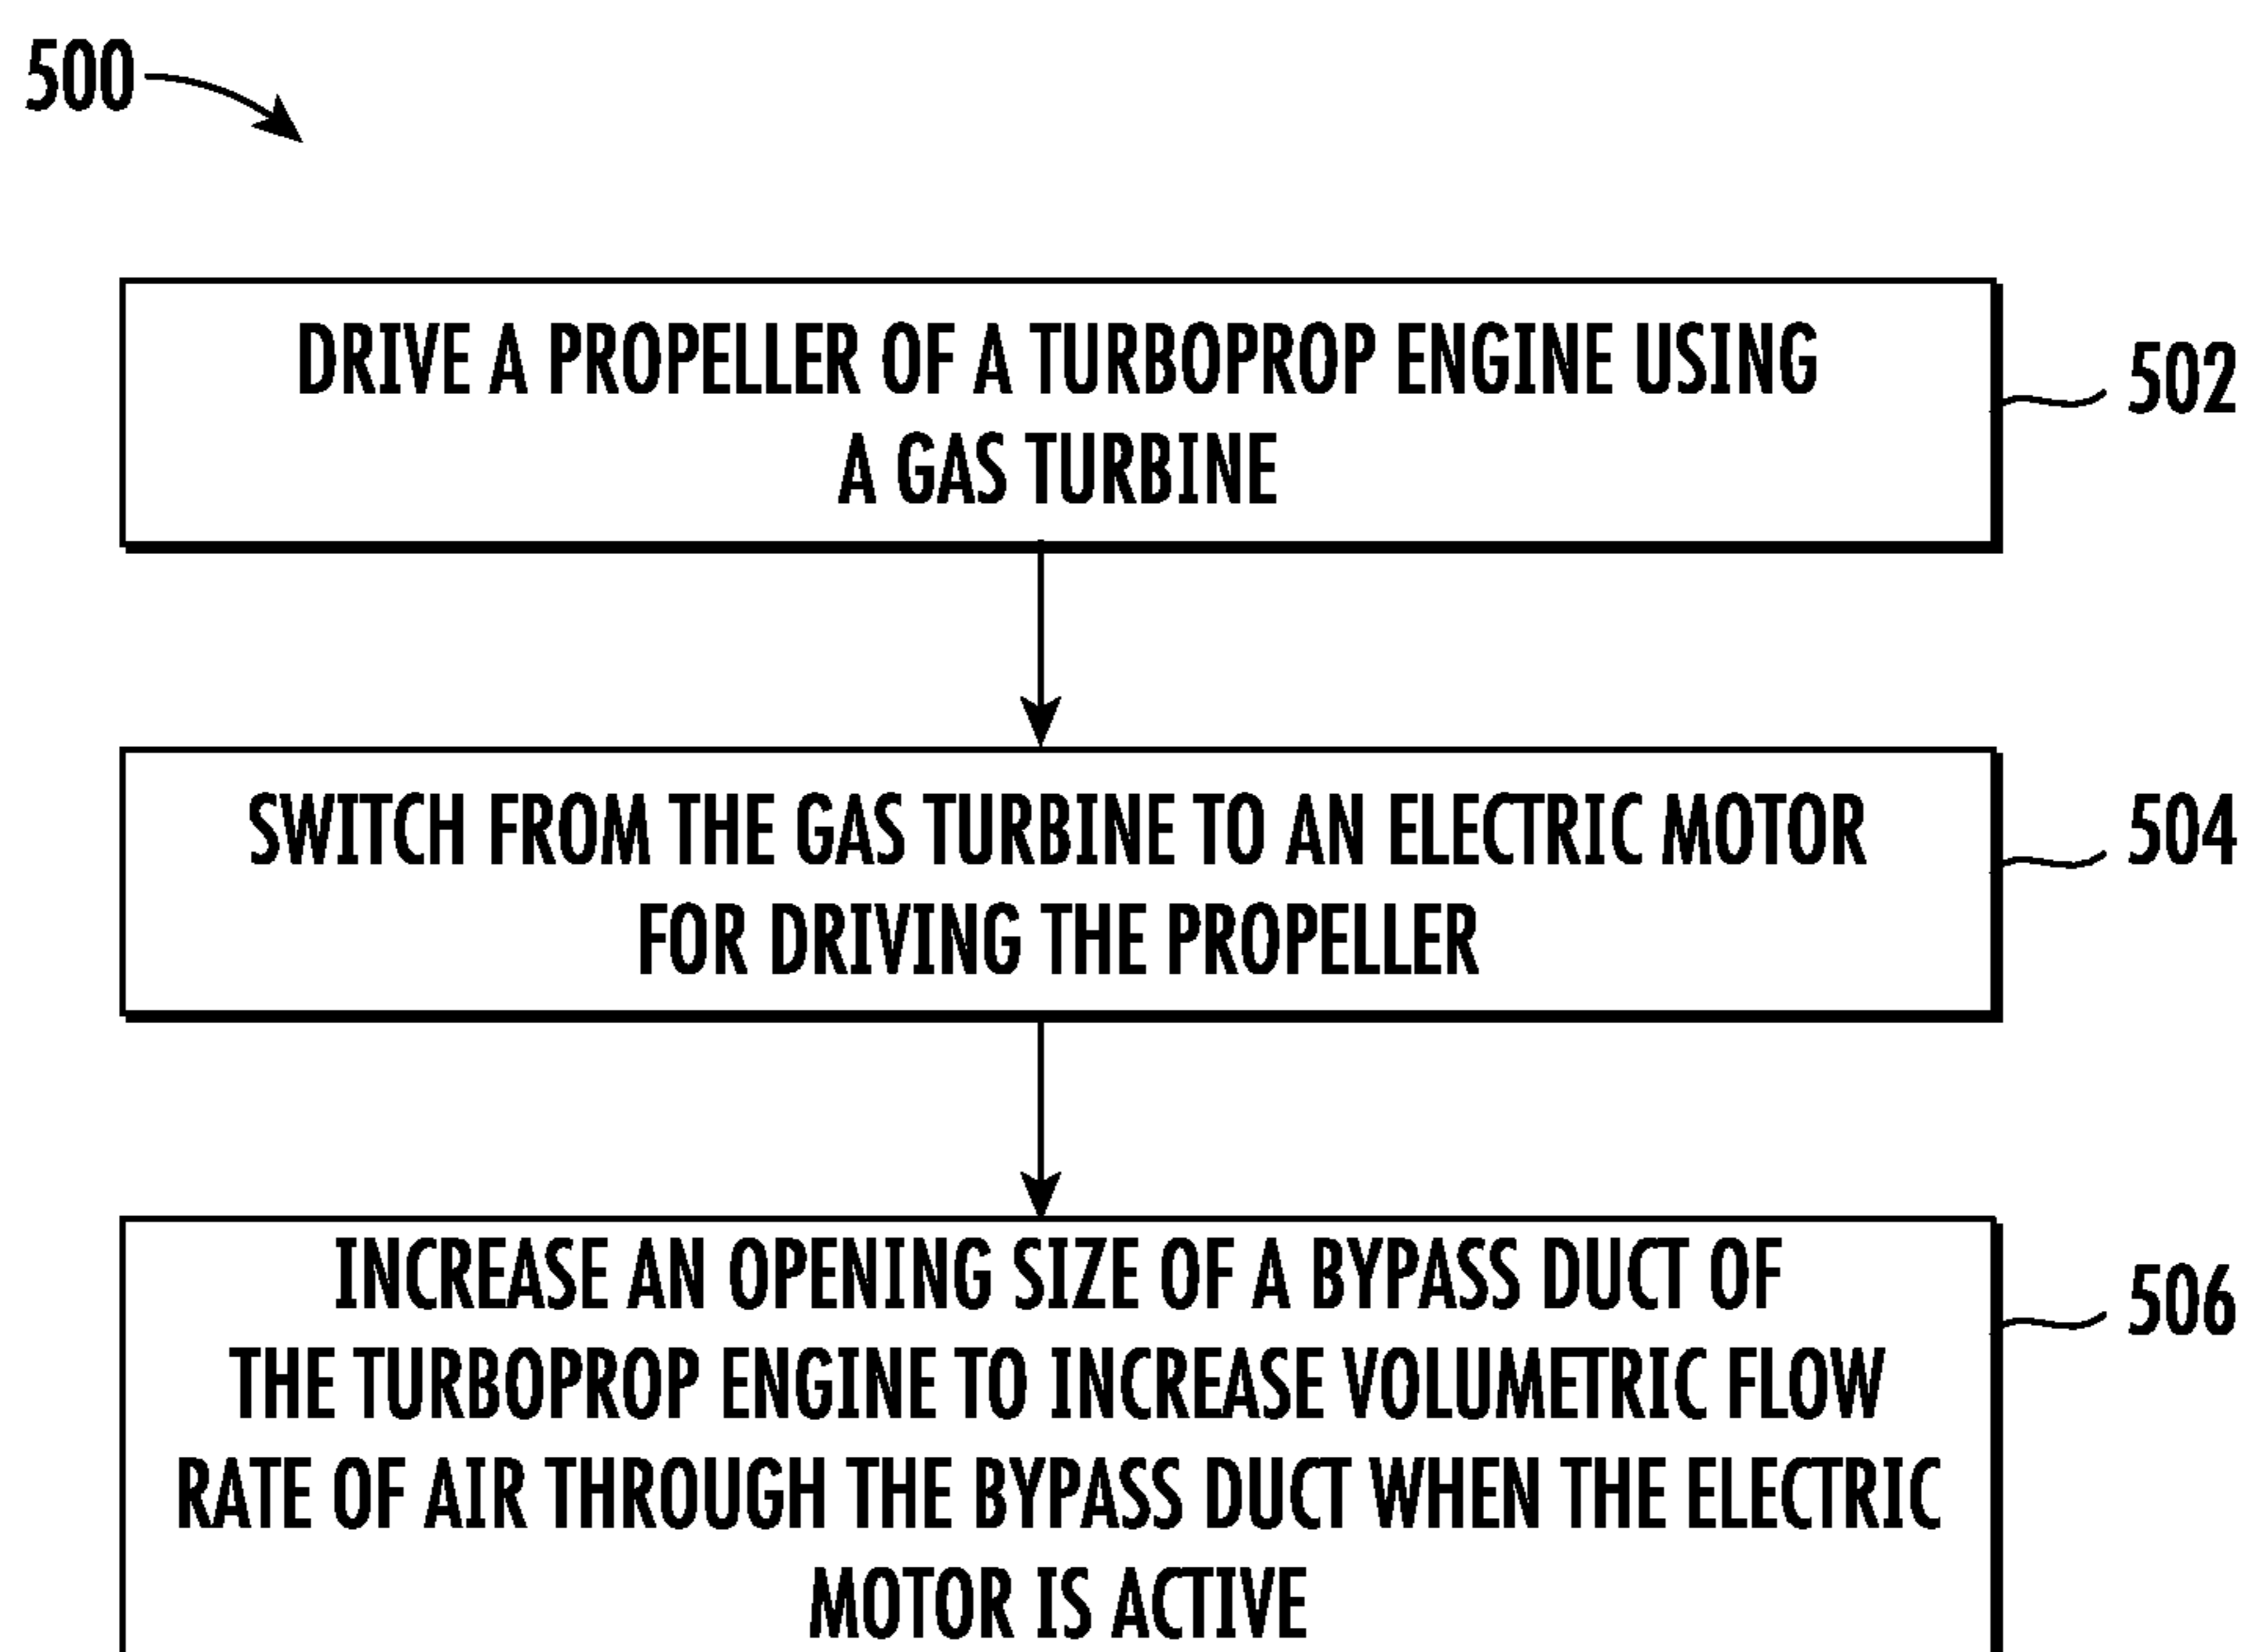 500
DRIVE A PROPELLER OF A TURBOPROP ENGINE USING
A GAS TURBINE
502
SWITCH FROM THE GAS TURBINE TO AN ELECTRIC MOTOR
FOR DRIVING THE PROPELLER
504
INCREASE AN OPENING SIZE OF A BYPASS DUCT OF
THE TURBOPROP ENGINE TO INCREASE VOLUMETRIC FLOW
RATE OF AIR THROUGH THE BYPASS DUCT WHEN THE ELECTRIC
MOTOR IS ACTIVE
506